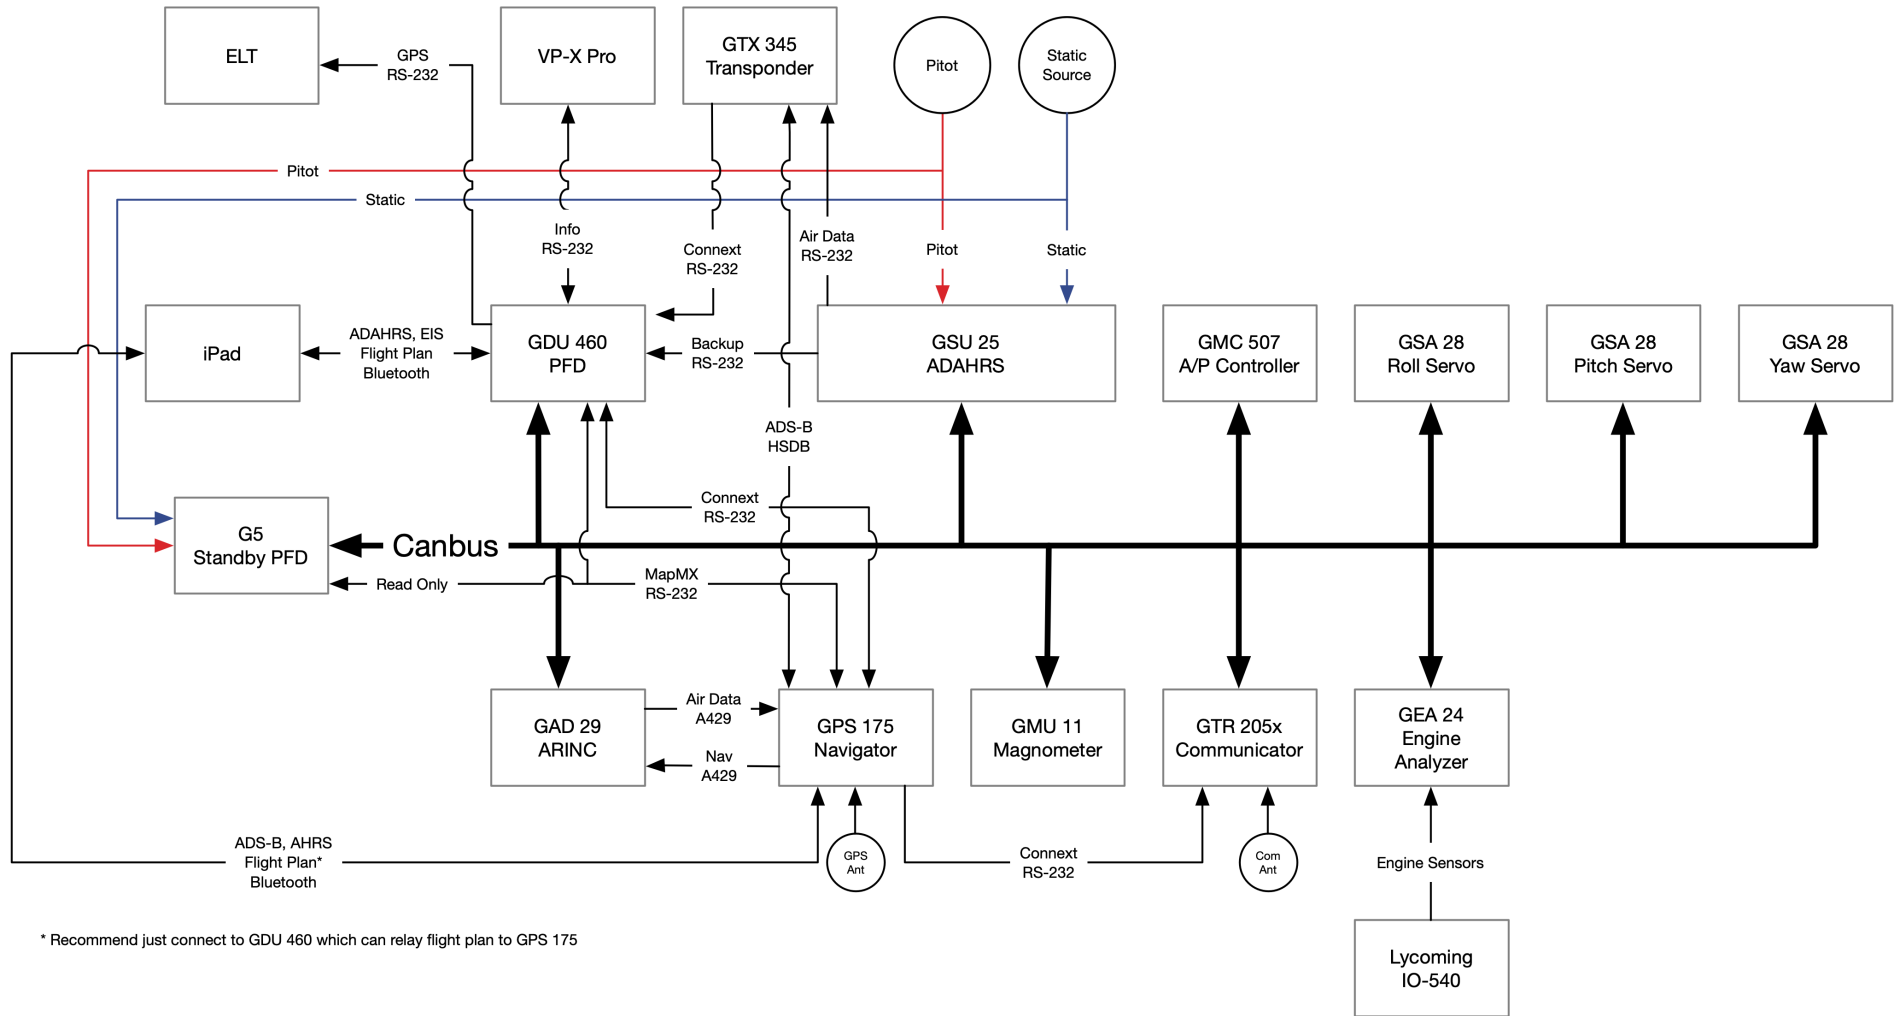 ELT
GPS
RS-232
VP-X Pro
GTX 345
Transponder
Pitot
Static
Source
Pitot
Static
Info
RS-232
Connext
RS-232
Air Data
RS-232
Pitot
Static
iPad
ADAHRS, EIS
Flight Plan
Bluetooth
GDU 460
PFD
Backup
RS-232
GSU 25
ADAHRS
GMC 507
A/P Controller
GSA 28
Roll Servo
GSA 28
Pitch Servo
GSA 28
Yaw Servo
ADS-B
HSDB
Connext
RS-232
G5
Standby PFD
Canbus
Read Only
MapMX
RS-232
GAD 29
ARINC
Air Data
A429
Nav
A429
GPS 175
Navigator
GMU 11
Magnometer
GTR 205x
Communicator
GEA 24
Engine
Analyzer
ADS-B, AHRS
Flight Plan*
Bluetooth
GPS
Ant
Connext
RS-232
Com
Ant
Engine Sensors
* Recommend just connect to GDU 460 which can relay flight plan to GPS 175
Lycoming
IO-540